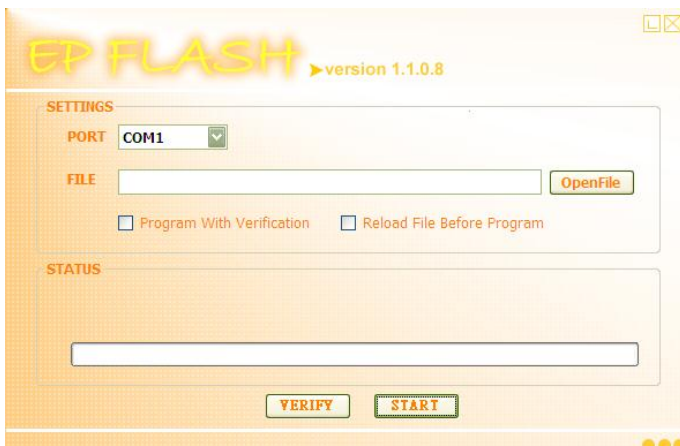 EP FLASH
version 1.1.0.8
SETTINGS
PORT COM1
FILE OpenFile
Program With Verification Reload File Before Program
STATUS
VERIFY START